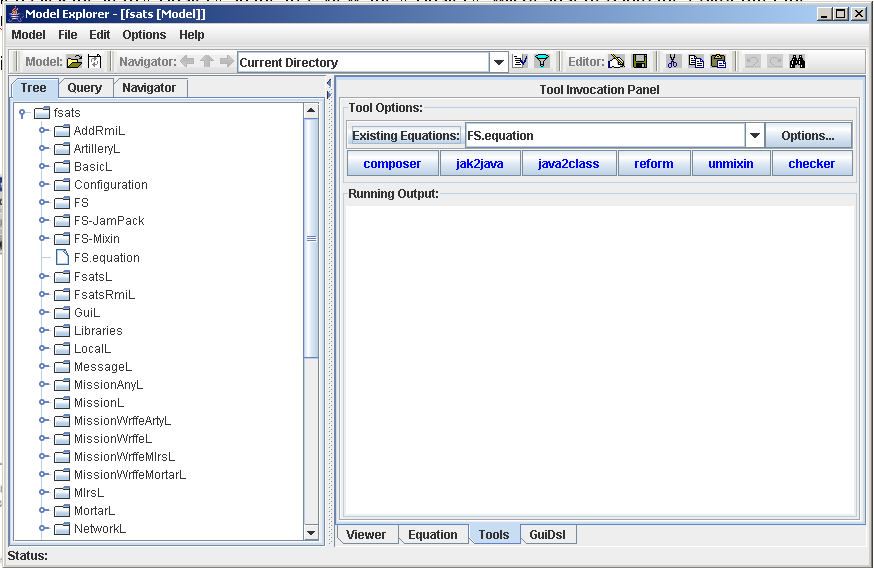 Model Explorer - [fsats [Model]]
Model File Edit Options Help
Model: Navigator: Current Directory Editor:
Tree Query Navigator
fsats
AddRmiL
ArtilleryL
BasicL
Configuration
FS
FS-JamPack
FS-Mixin
FS.equation
FsatsL
FsatsRmiL
GuiL
Libraries
LocalL
MessageL
MissionAnyL
MissionL
MissionWrffeArtyL
MissionWrffeL
MissionWrffeMlrsL
MissionWrffeMortarL
MlrsL
MortarL
NetworkL
Tool Invocation Panel
Tool Options:
Existing Equations: FS.equation Options...
composer jak2java java2class reform unmixin checker
Running Output:
Viewer Equation Tools GuiDsl
Status: